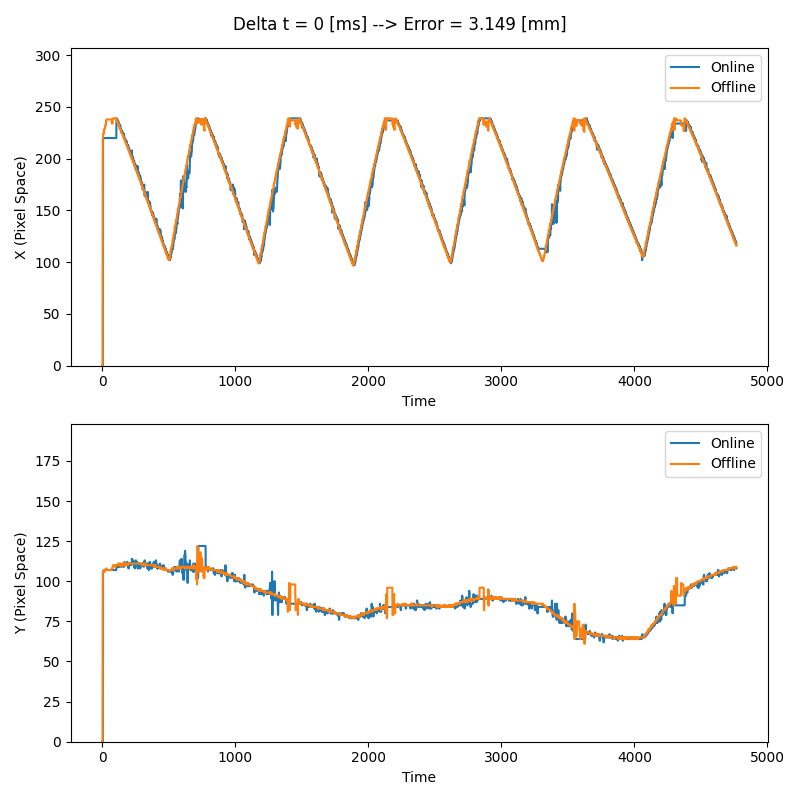 Delta t = 0 [ms] --> Error = 3.149 [mm]
300
250
200
150
100
50
0
X (Pixel Space)
Online
Offline
0 1000 2000 3000 4000 5000
Time
175
150
125
100
75
50
25
0
Y (Pixel Space)
Online
Offline
0 1000 2000 3000 4000 5000
Time